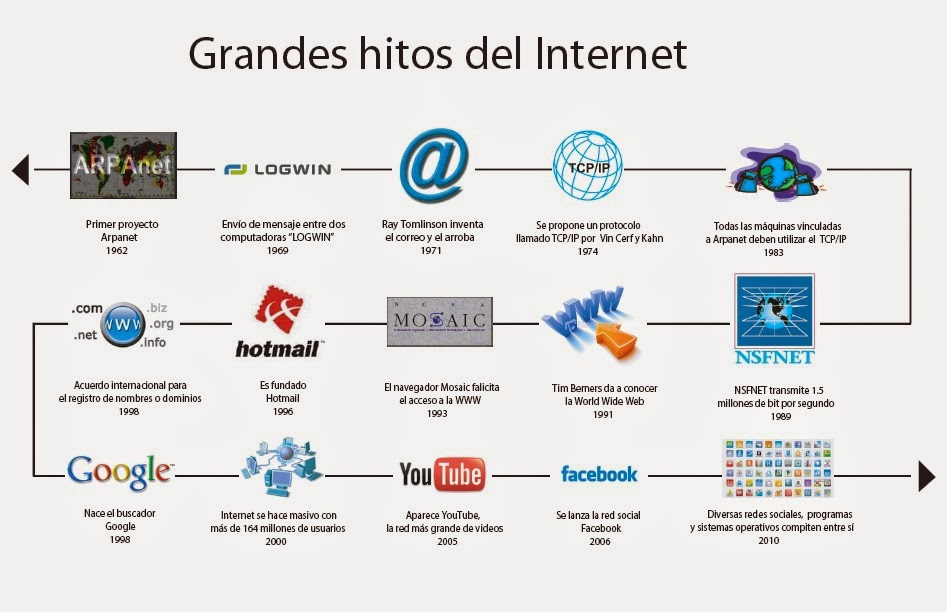 Grandes hitos del Internet
ARPAnet
LOGWIN
@
TCP/IP
Primer proyecto
Arpanet
1962
Envío de mensaje entre dos
computadoras "LOGWIN"
1969
Ray Tomlinson inventa
el correo y el arroba
1971
Se propone un protocolo
llamado TCP/IP por Vin Cerf y Kahn
1974
Todas las máquinas vinculadas
a Arpanet deben utilizar el TCP/IP
1983
.com
.biz
www
.org
.net
.info
hotmail™
NCSA
MOSAIC
WWW
NSFNET
Acuerdo internacional para
el registro de nombres o dominios
1998
Es fundado
Hotmail
1996
El navegador Mosaic falicita
el acceso a la WWW
1993
Tim Berners da a conocer
la World Wide Web
1991
NSFNET transmite 1.5
millones de bit por segundo
1989
Google™
YouTube
facebook
Nace el buscador
Google
1998
Internet se hace masivo con
más de 164 millones de usuarios
2000
Aparece YouTube,
la red más grande de videos
2005
Se lanza la red social
Facebook
2006
Diversas redes sociales, programas
y sistemas operativos compiten entre sí
2010